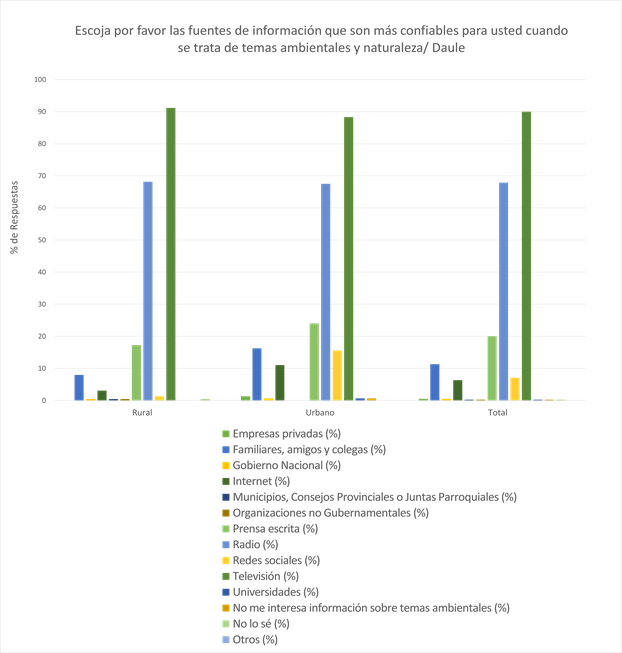 Escoja por favor las fuentes de información que son más confiables para usted cuando
se trata de temas ambientales y naturaleza/ Daule
100
90
80
70
60
50
40
30
20
10
0
% de Respuestas
Rural
Urbano
Total
Empresas privadas (%)
Familiares, amigos y colegas (%)
Gobierno Nacional (%)
Internet (%)
Municipios, Consejos Provinciales o Juntas Parroquiales (%)
Organizaciones no Gubernamentales (%)
Prensa escrita (%)
Radio (%)
Redes sociales (%)
Televisión (%)
Universidades (%)
No me interesa información sobre temas ambientales (%)
No lo sé (%)
Otros (%)